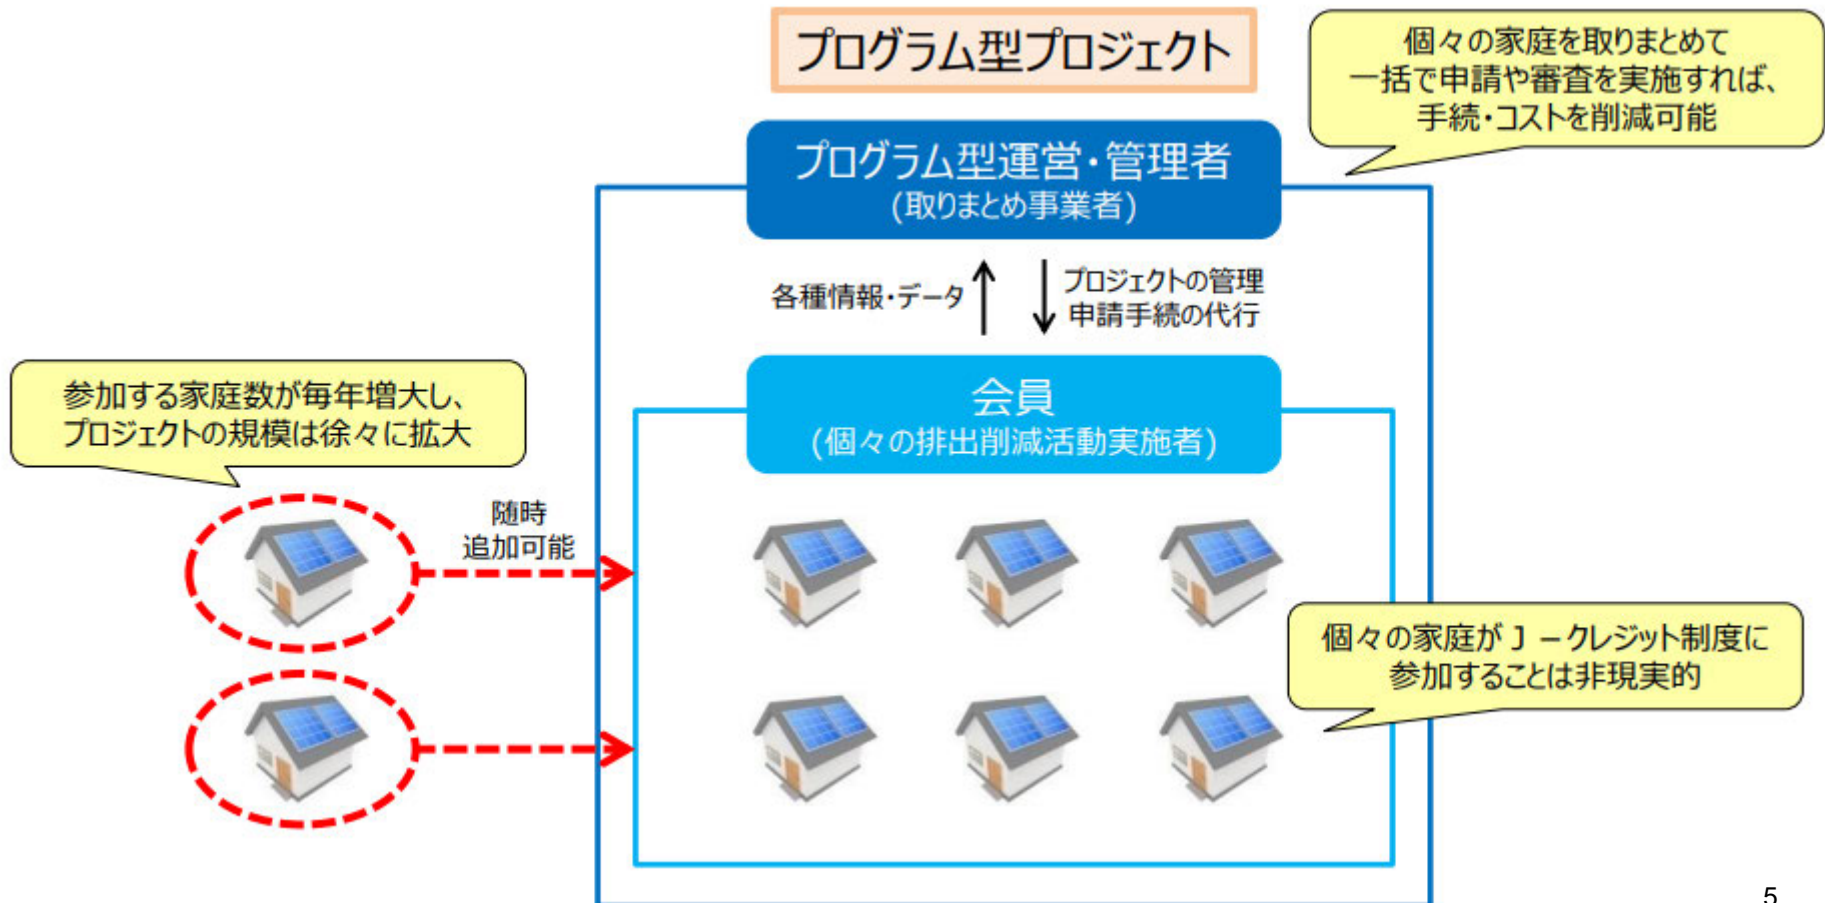 プログラム型プロジェクト
個々の家庭を取りまとめて
一括で申請や審査を実施すれば、
手続・コストを削減可能
プログラム型運営・管理者
(取りまとめ事業者)
各種情報・データ
プロジェクトの管理
申請手続の代行
参加する家庭数が毎年増大し、
プロジェクトの規模は徐々に拡大
会員
(個々の排出削減活動実施者)
随時
追加可能
個々の家庭がJ－クレジット制度に
参加することは非現実的
5